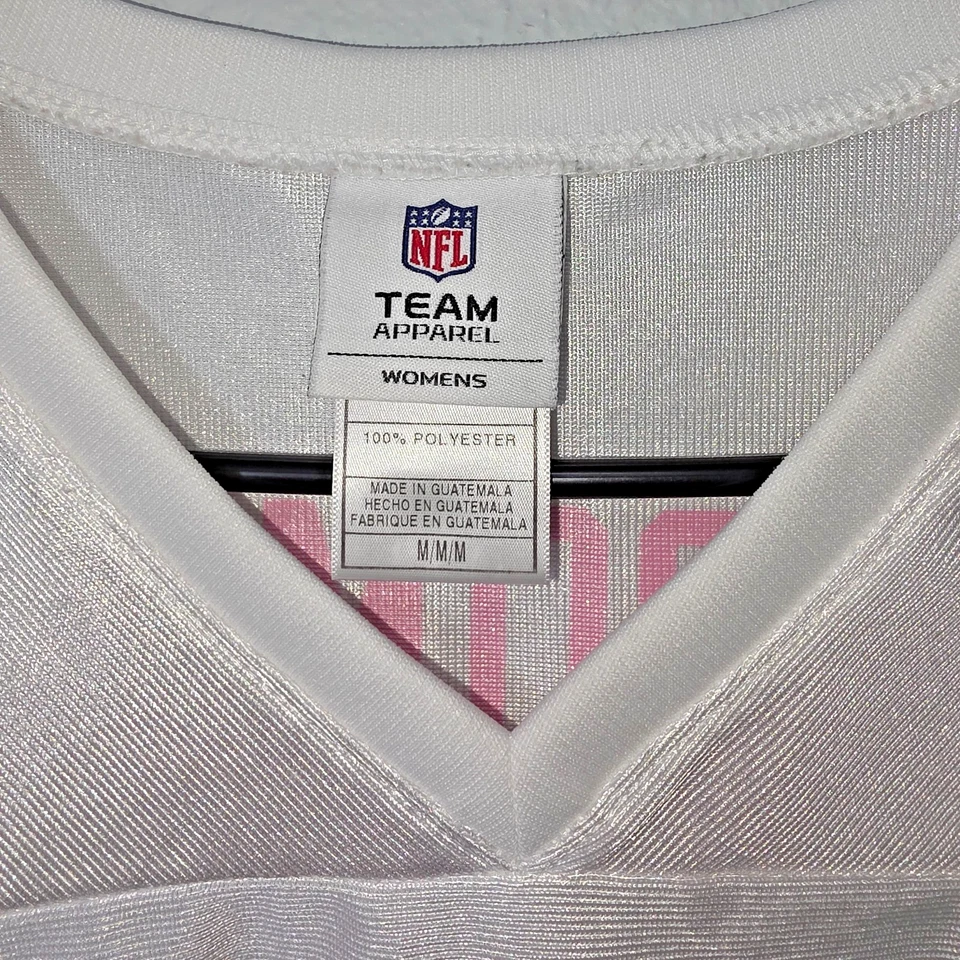 NFL
TEAM
APPAREL
WOMENS
100% POLYESTER
MADE IN GUATEMALA
HECHO EN GUATEMALA
FABRIQUE EN GUATEMALA
M/M/M